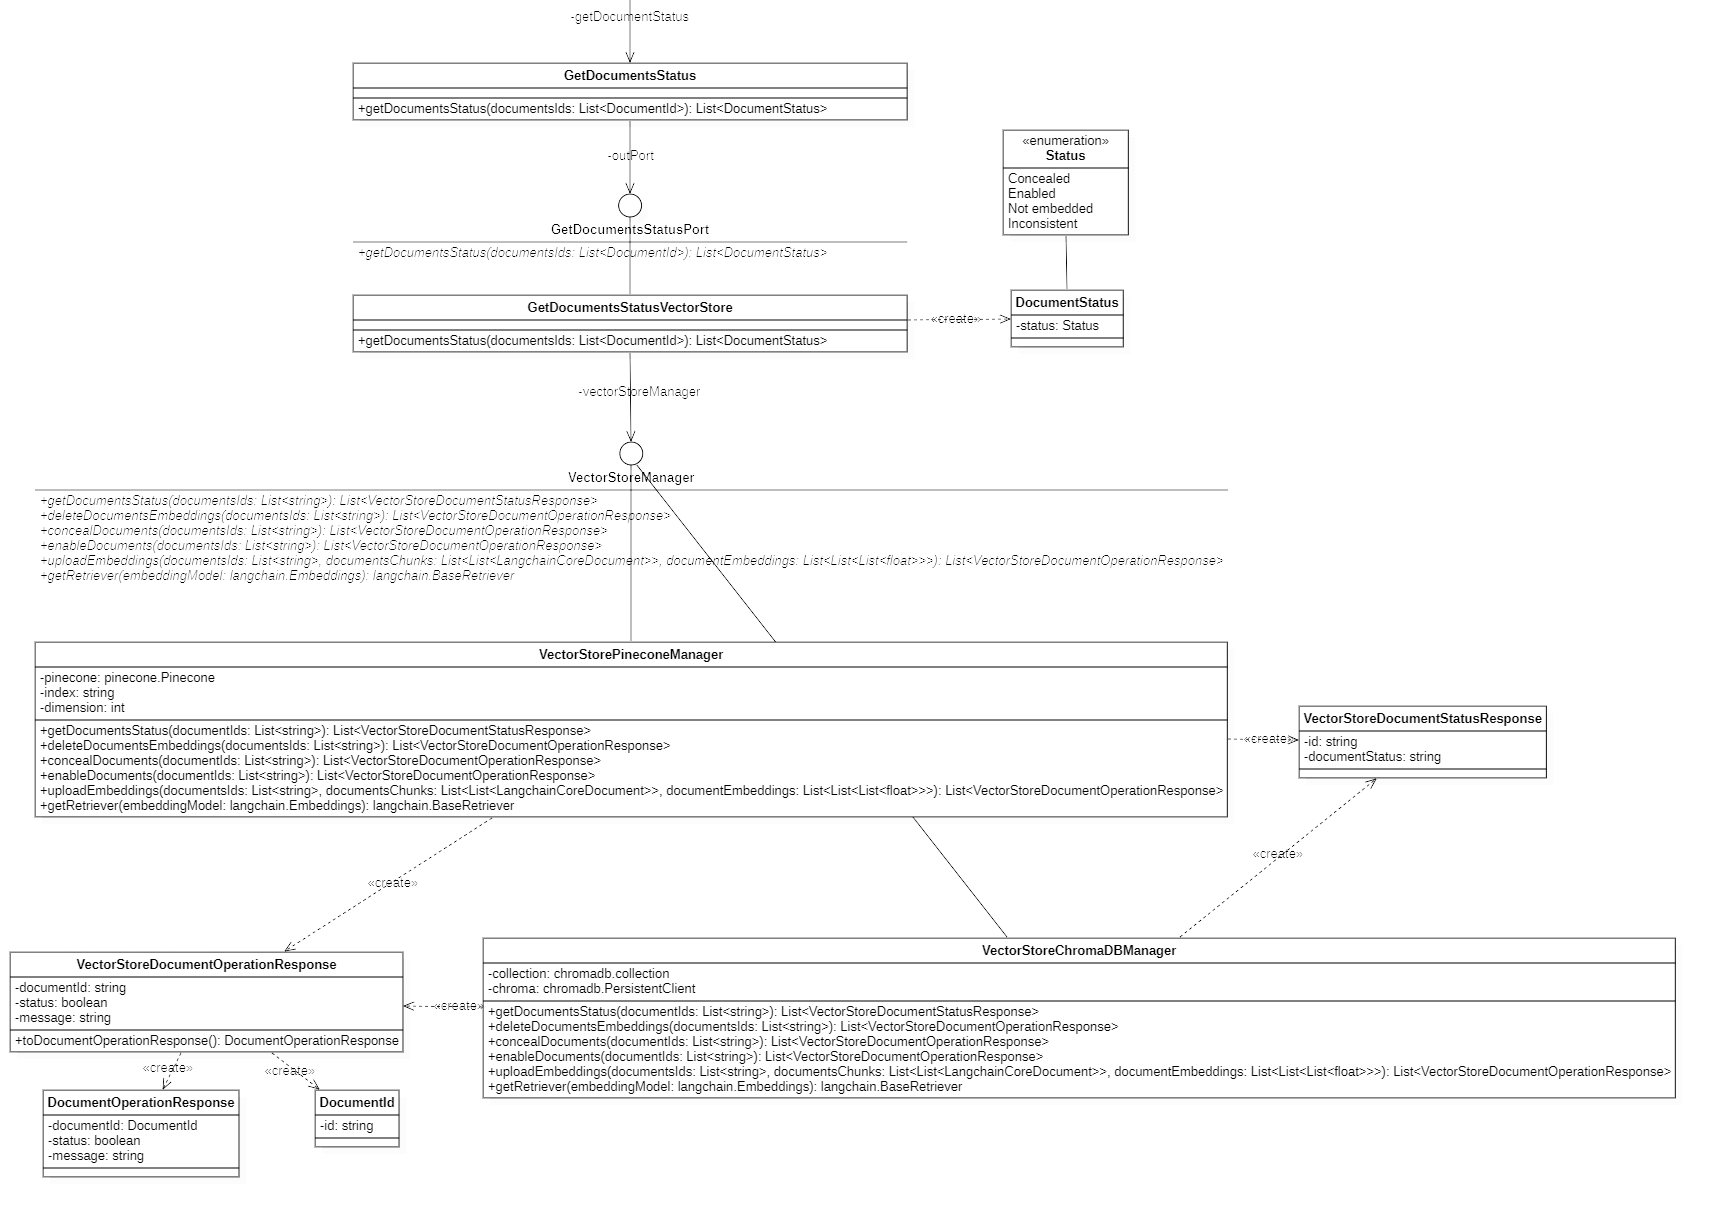 -getDocumentStatus
GetDocumentsStatus
+getDocumentsStatus(documentsIds: List<DocumentId>): List<DocumentStatus>
-outPort
GetDocumentsStatusPort
+getDocumentsStatus(documentsIds: List<DocumentId>): List<DocumentStatus>
«enumeration»
Status
Concealed
Enabled
Not embedded
Inconsistent
GetDocumentsStatusVectorStore
+getDocumentsStatus(documentsIds: List<DocumentId>): List<DocumentStatus>
«create»
DocumentStatus
-status: Status
-vectorStoreManager
VectorStoreManager
+getDocumentsStatus(documentsIds: List<string>): List<VectorStoreDocumentStatusResponse>
+deleteDocumentsEmbeddings(documentsIds: List<string>): List<VectorStoreDocumentOperationResponse>
+concealDocuments(documentsIds: List<string>): List<VectorStoreDocumentOperationResponse>
+enableDocuments(documentsIds: List<string>): List<VectorStoreDocumentOperationResponse>
+uploadEmbeddings(documentsIds: List<string>, documentsChunks: List<List<LangchainCoreDocument>>, documentEmbeddings: List<List<List<float>>>): List<VectorStoreDocumentOperationResponse>
+getRetriever(embeddingModel: langchain.Embeddings): langchain.BaseRetriever
VectorStorePineconeManager
-pinecone: pinecone.Pinecone
-index: string
-dimension: int
+getDocumentsStatus(documentIds: List<string>): List<VectorStoreDocumentStatusResponse>
+deleteDocumentsEmbeddings(documentsIds: List<string>): List<VectorStoreDocumentOperationResponse>
+concealDocuments(documentIds: List<string>): List<VectorStoreDocumentOperationResponse>
+enableDocuments(documentIds: List<string>): List<VectorStoreDocumentOperationResponse>
+uploadEmbeddings(documentsIds: List<string>, documentsChunks: List<List<LangchainCoreDocument>>, documentEmbeddings: List<List<List<float>>>): List<VectorStoreDocumentOperationResponse>
+getRetriever(embeddingModel: langchain.Embeddings): langchain.BaseRetriever
«create»
VectorStoreDocumentStatusResponse
-id: string
-documentStatus: string
«create»
«create»
VectorStoreDocumentOperationResponse
-documentId: string
-status: boolean
-message: string
+toDocumentOperationResponse(): DocumentOperationResponse
«create»
VectorStoreChromaDBManager
-collection: chromadb.collection
-chroma: chromadb.PersistentClient
+getDocumentsStatus(documentIds: List<string>): List<VectorStoreDocumentStatusResponse>
+deleteDocumentsEmbeddings(documentsIds: List<string>): List<VectorStoreDocumentOperationResponse>
+concealDocuments(documentIds: List<string>): List<VectorStoreDocumentOperationResponse>
+enableDocuments(documentIds: List<string>): List<VectorStoreDocumentOperationResponse>
+uploadEmbeddings(documentsIds: List<string>, documentsChunks: List<List<LangchainCoreDocument>>, documentEmbeddings: List<List<List<float>>>): List<VectorStoreDocumentOperationResponse>
+getRetriever(embeddingModel: langchain.Embeddings): langchain.BaseRetriever
«create»
«create»
DocumentOperationResponse
-documentId: DocumentId
-status: boolean
-message: string
DocumentId
-id: string